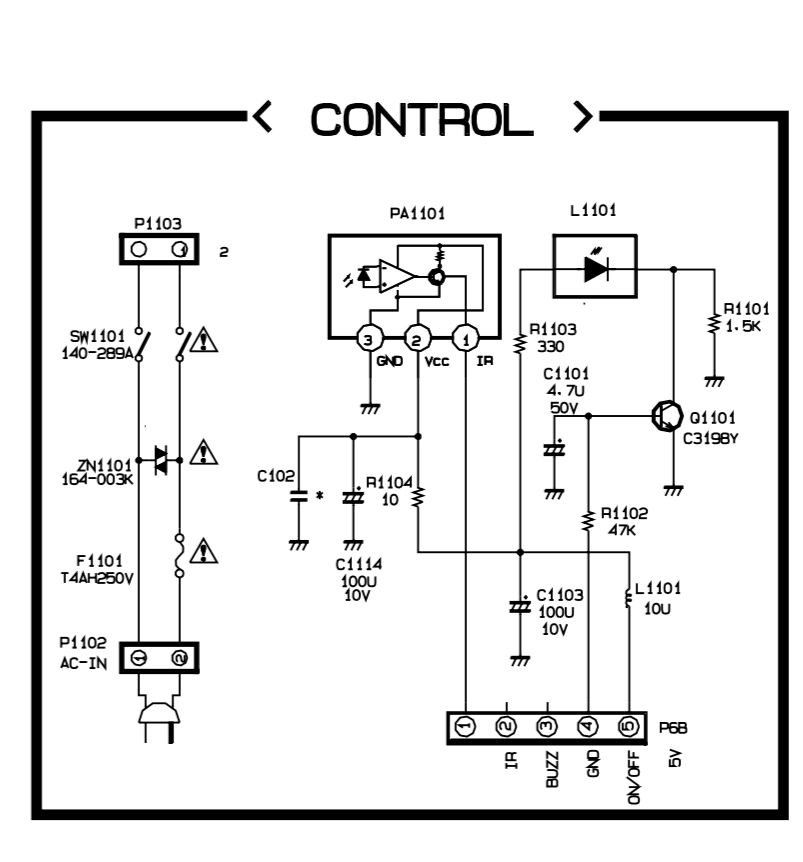 CONTROL
P1103
2
SW1101
140-289A
ZN1101
164-003K
F1101
T4AH250V
P1102
AC-IN
1
2
PA1101
3
2
1
GND
Vcc
IR
L1101
R1101
1.5K
R1103
330
C1101
4.7U
50V
Q1101
C3198Y
C102
*
R1104
10
C1114
100U
10V
R1102
47K
C1103
100U
10V
L1101
10U
1
2
3
4
5
P6B
IR
BUZZ
GND
ON/OFF
5V